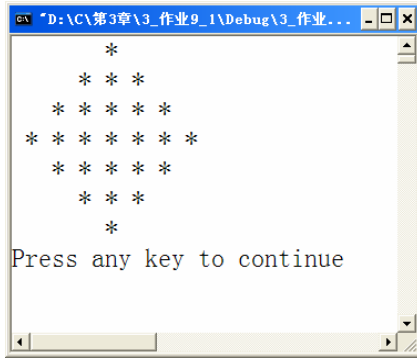 "D:\C\第3章\3_作业9_1\Debug\3_作业...
*
* * *
* * * * *
* * * * * * *
* * * * *
* * *
*
Press any key to continue